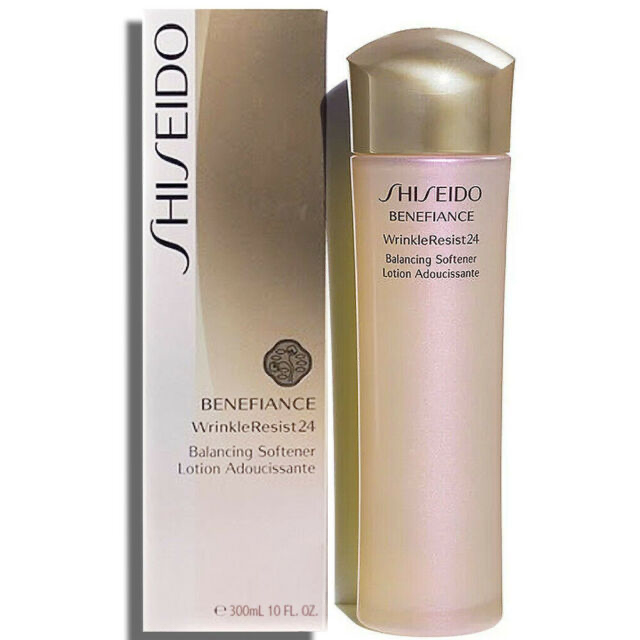 SHISEIDO
BENEFIANCE
WrinkleResist24
Balancing Softener
Lotion Adoucissante
℮ 300mL 10 FL. OZ.
SHISEIDO
BENEFIANCE
WrinkleResist24
Balancing Softener
Lotion Adoucissante